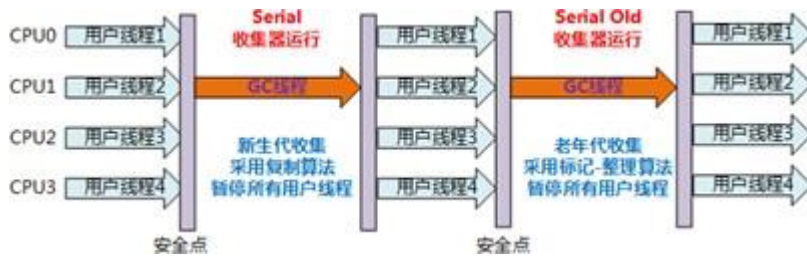 Serial
收集器运行
Serial Old
收集器运行
CPU0
用户线程1
用户线程1
用户线程1
CPU1
用户线程2
GC线程
用户线程2
GC线程
用户线程2
CPU2
用户线程3
用户线程3
用户线程3
CPU3
用户线程4
用户线程4
用户线程4
新生代收集
采用复制算法
暂停所有用户线程
老年代收集
采用标记-整理算法
暂停所有用户线程
安全点
安全点